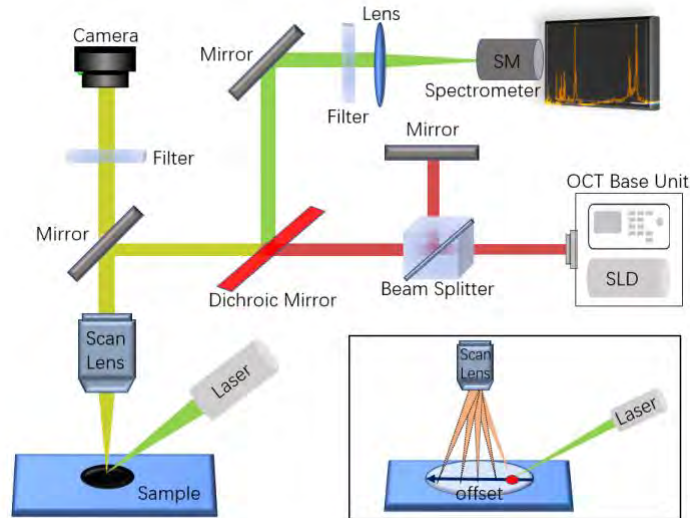 Camera
Mirror
Lens
SM
Spectrometer
Filter
Filter
Mirror
OCT Base Unit
Mirror
Dichroic Mirror
Beam Splitter
SLD
Scan
Lens
Laser
Sample
Scan
Lens
Laser
offset